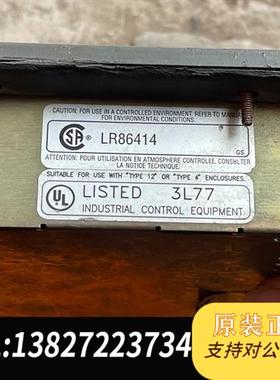 CAUTION: FOR USE IN A CONTROLLED ENVIRONMENT. REFER TO MANUAL
FOR ENVIRONMENTAL CONDITIONS.
SA ® LR86414
GS
ATTENTION: POUR UTILISATION EN ATMOSPHERE CONTROLEE. CONSULTER
LA NOTICE TECHNIQUE.
SUITABLE FOR USE WITH "TYPE 12" OR "TYPE 4" ENCLOSURES.
UL LISTED 3L77
INDUSTRIAL CONTROL EQUIPMENT
:13827223734
原装正
支持对公